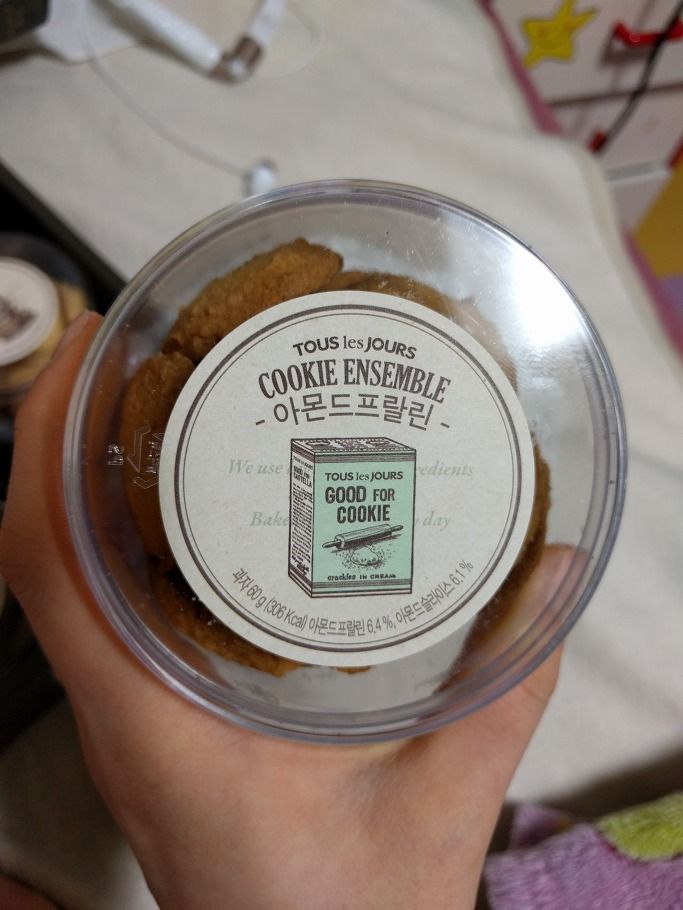 TOUS les JOURS
COOKIE ENSEMBLE
- 아몬드프랄린 -
We use
redients
TOUS les JOURS
GOOD FOR
COOKIE
Bake
day
crackles IN CREAM
과자/60 g (306 Kcal) 아몬드프랄린 6.4 %, 아몬드슬라이스 6.1 %